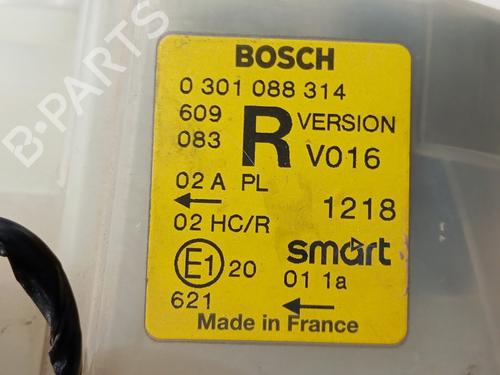 BOSCH
0 301 088 314
609
083
R VERSION
V016
02 A PL
1218
02 HC/R
smart
E1 20
01 1a
621
Made in France
B-PARTS